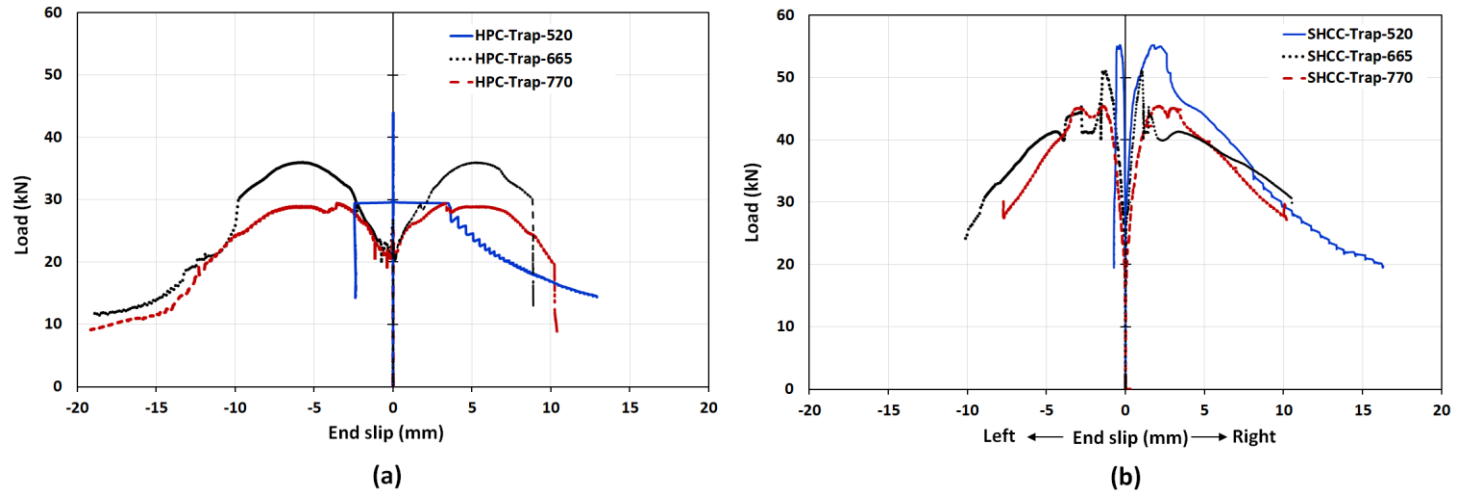 60
50
40
30
20
10
0
Load (kN)
HPC-Trap-520
HPC-Trap-665
HPC-Trap-770
-20 -15 -10 -5 0 5 10 15 20
End slip (mm)
(a)
60
50
40
30
20
10
0
Load (kN)
SHCC-Trap-520
SHCC-Trap-665
SHCC-Trap-770
-20 -15 -10 -5 0 5 10 15 20
Left End slip (mm) Right
(b)